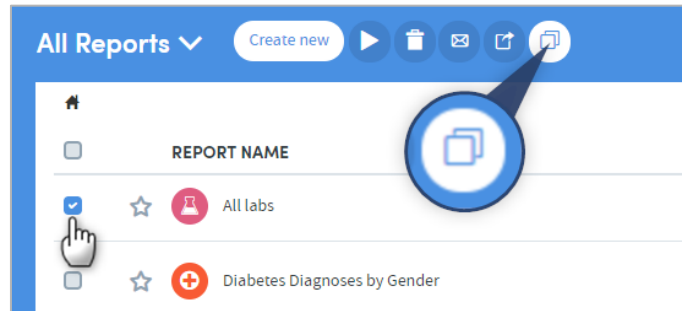 All Reports
Create new
REPORT NAME
All labs
Diabetes Diagnoses by Gender